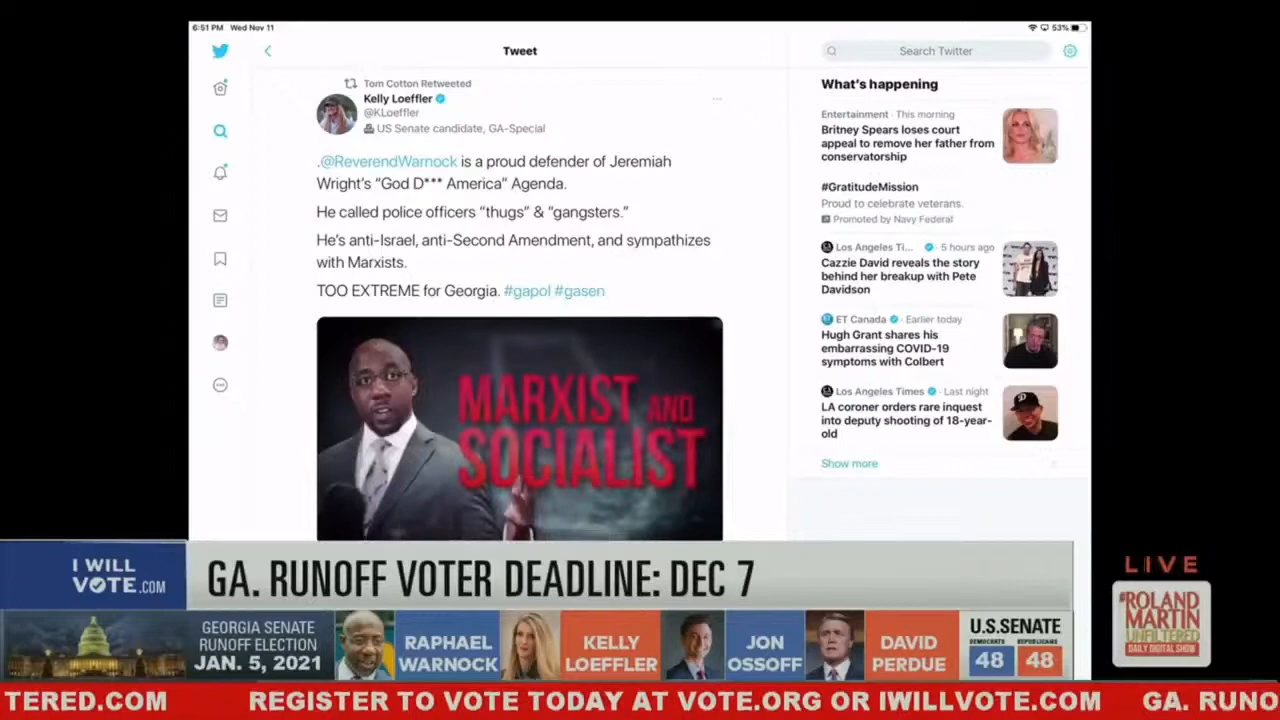 6:51 PM Wed Nov 11
53%
Tweet
Search Twitter
Tom Cotton Retweeted
Kelly Loeffler
@KLoeffler
US Senate candidate, GA-Special
.@ReverendWarnock is a proud defender of Jeremiah
Wright's "God D*** America" Agenda.
He called police officers "thugs" & "gangsters."
He's anti-Israel, anti-Second Amendment, and sympathizes
with Marxists.
TOO EXTREME for Georgia. #gapol #gasen
MARXIST AND
SOCIALIST
What's happening
Entertainment · This morning
Britney Spears loses court
appeal to remove her father from
conservatorship
#GratitudeMission
Proud to celebrate veterans.
Promoted by Navy Federal
Los Angeles Ti... · 5 hours ago
Cazzie David reveals the story
behind her breakup with Pete
Davidson
ET Canada · Earlier today
Hugh Grant shares his
embarrassing COVID-19
symptoms with Colbert
Los Angeles Times · Last night
LA coroner orders rare inquest
into deputy shooting of 18-year-
old
Show more
I WILL
VOTE.COM
GA. RUNOFF VOTER DEADLINE: DEC 7
GEORGIA SENATE
RUNOFF ELECTION
JAN. 5, 2021
RAPHAEL
WARNOCK
KELLY
LOEFFLER
JON
OSSOFF
DAVID
PERDUE
U.S. SENATE
DEMOCRATS REPUBLICANS
48 48
LIVE
#ROLAND
MARTIN
UNFILTERED
DAILY DIGITAL SHOW
TERED.COM REGISTER TO VOTE TODAY AT VOTE.ORG OR IWILLVOTE.COM GA. RUNO